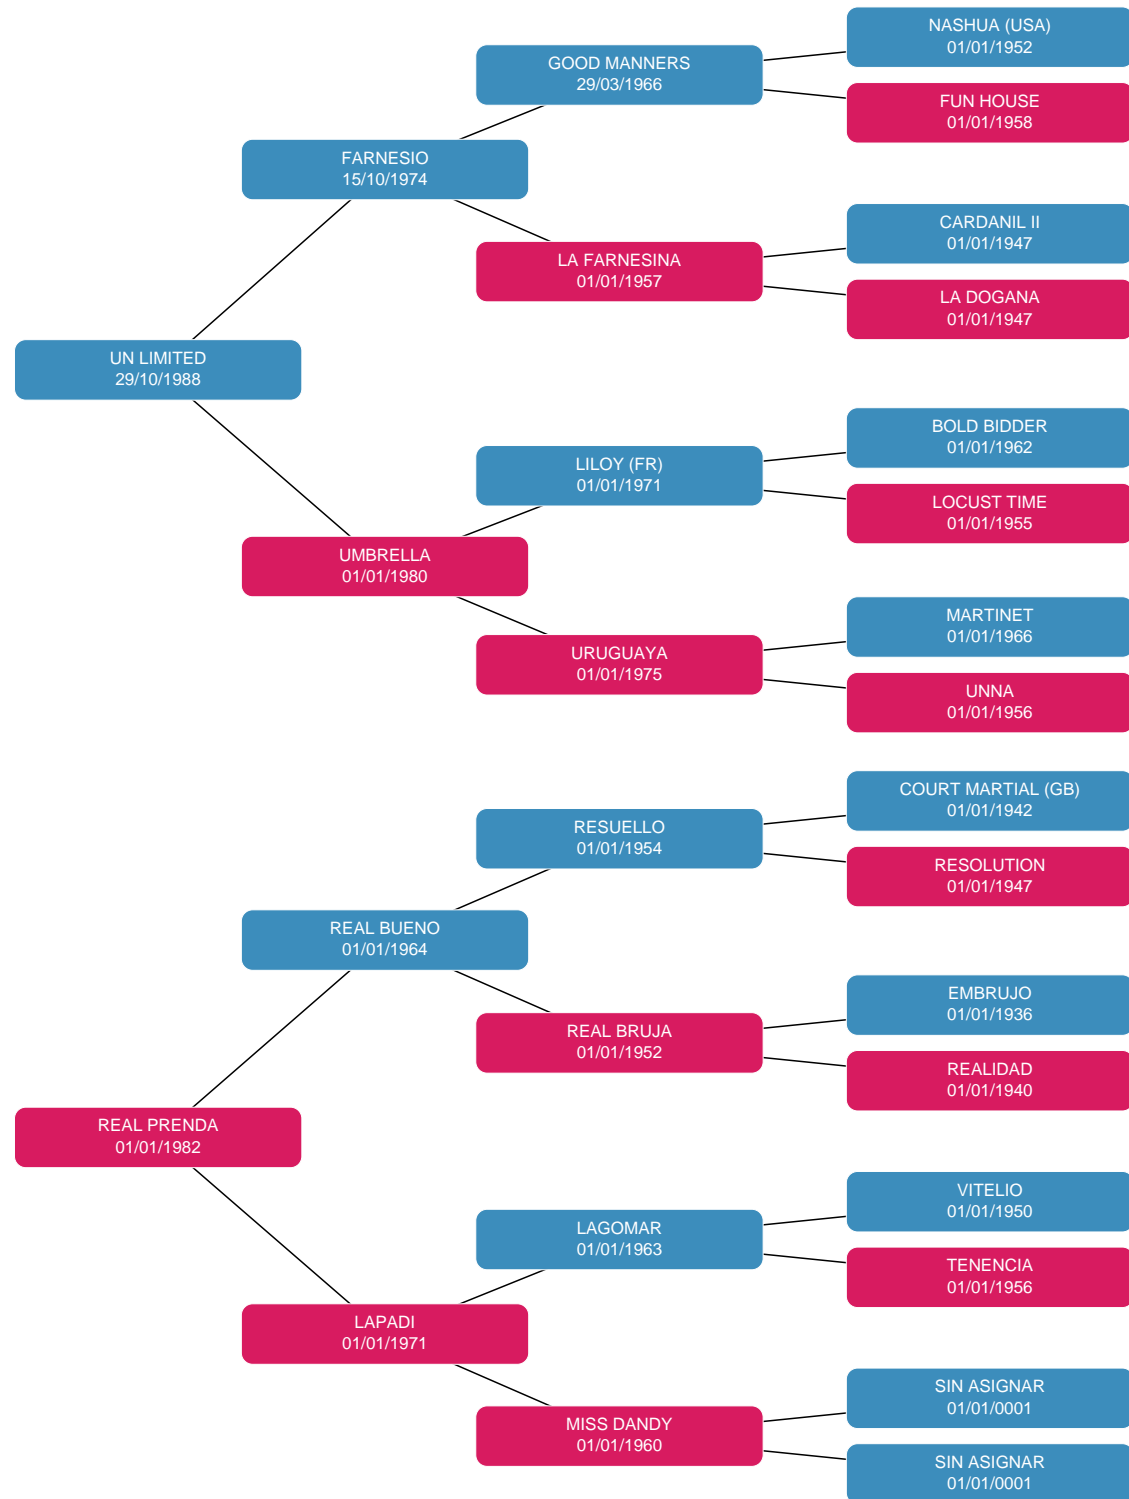 NASHUA (USA)
01/01/1952
GOOD MANNERS
29/03/1966
FUN HOUSE
01/01/1958
FARNESIO
15/10/1974
CARDANIL II
01/01/1947
LA FARNESINA
01/01/1957
LA DOGANA
01/01/1947
UN LIMITED
29/10/1988
BOLD BIDDER
01/01/1962
LILOY (FR)
01/01/1971
LOCUST TIME
01/01/1955
UMBRELLA
01/01/1980
MARTINET
01/01/1966
URUGUAYA
01/01/1975
UNNA
01/01/1956
COURT MARTIAL (GB)
01/01/1942
RESUELLO
01/01/1954
RESOLUTION
01/01/1947
REAL BUENO
01/01/1964
EMBRUJO
01/01/1936
REAL BRUJA
01/01/1952
REALIDAD
01/01/1940
REAL PRENDA
01/01/1982
VITELIO
01/01/1950
LAGOMAR
01/01/1963
TENENCIA
01/01/1956
LAPADI
01/01/1971
SIN ASIGNAR
01/01/0001
MISS DANDY
01/01/1960
SIN ASIGNAR
01/01/0001